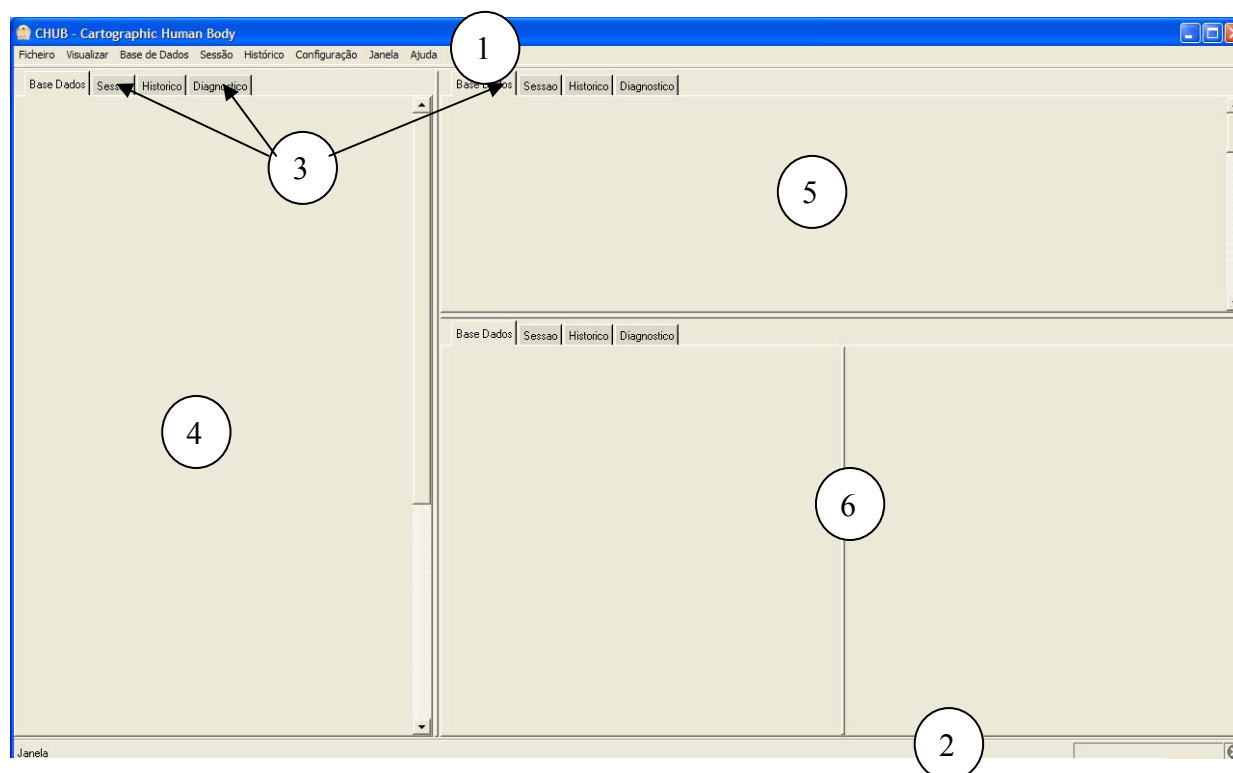 CHUB - Cartographic Human Body
Ficheiro Visualizar Base de Dados Sessão Histórico Configuração Janela Ajuda
1
Base Dados Sessao Historico Diagnostico
Base Dados Sessao Historico Diagnostico
3
5
Base Dados Sessao Historico Diagnostico
4
6
2
Janela